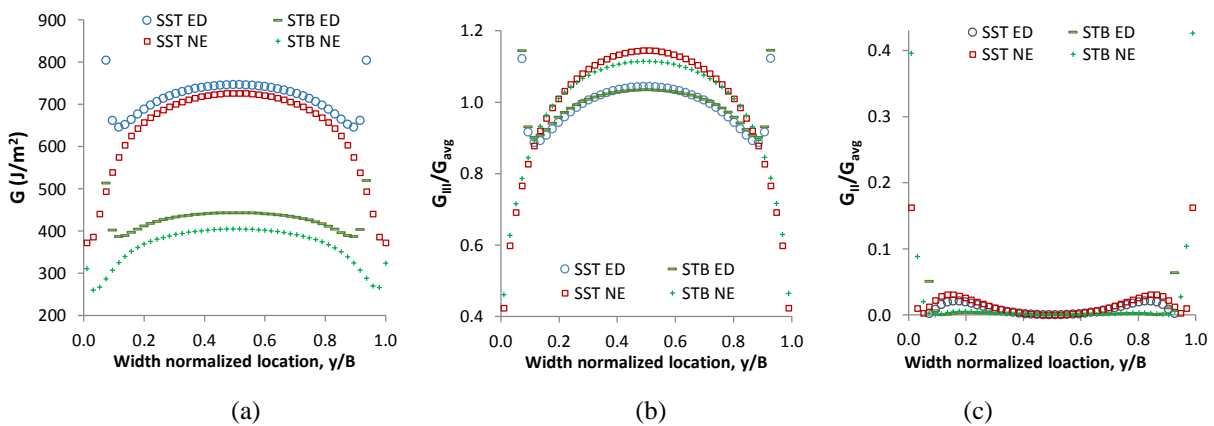 SST ED STB ED
SST NE STB NE
900
800
700
600
500
400
300
200
G (J/m²)
0.0 0.2 0.4 0.6 0.8 1.0
Width normalized location, y/B
(a)
1.2
1.0
0.8
0.6
0.4
G_III/G_avg
SST ED STB ED
SST NE STB NE
0.0 0.2 0.4 0.6 0.8 1.0
Width normalized location, y/B
(b)
SST ED STB ED
SST NE STB NE
0.4
0.3
0.2
0.1
0.0
G_II/G_avg
0.0 0.2 0.4 0.6 0.8 1.0
Width normalized loaction, y/B
(c)